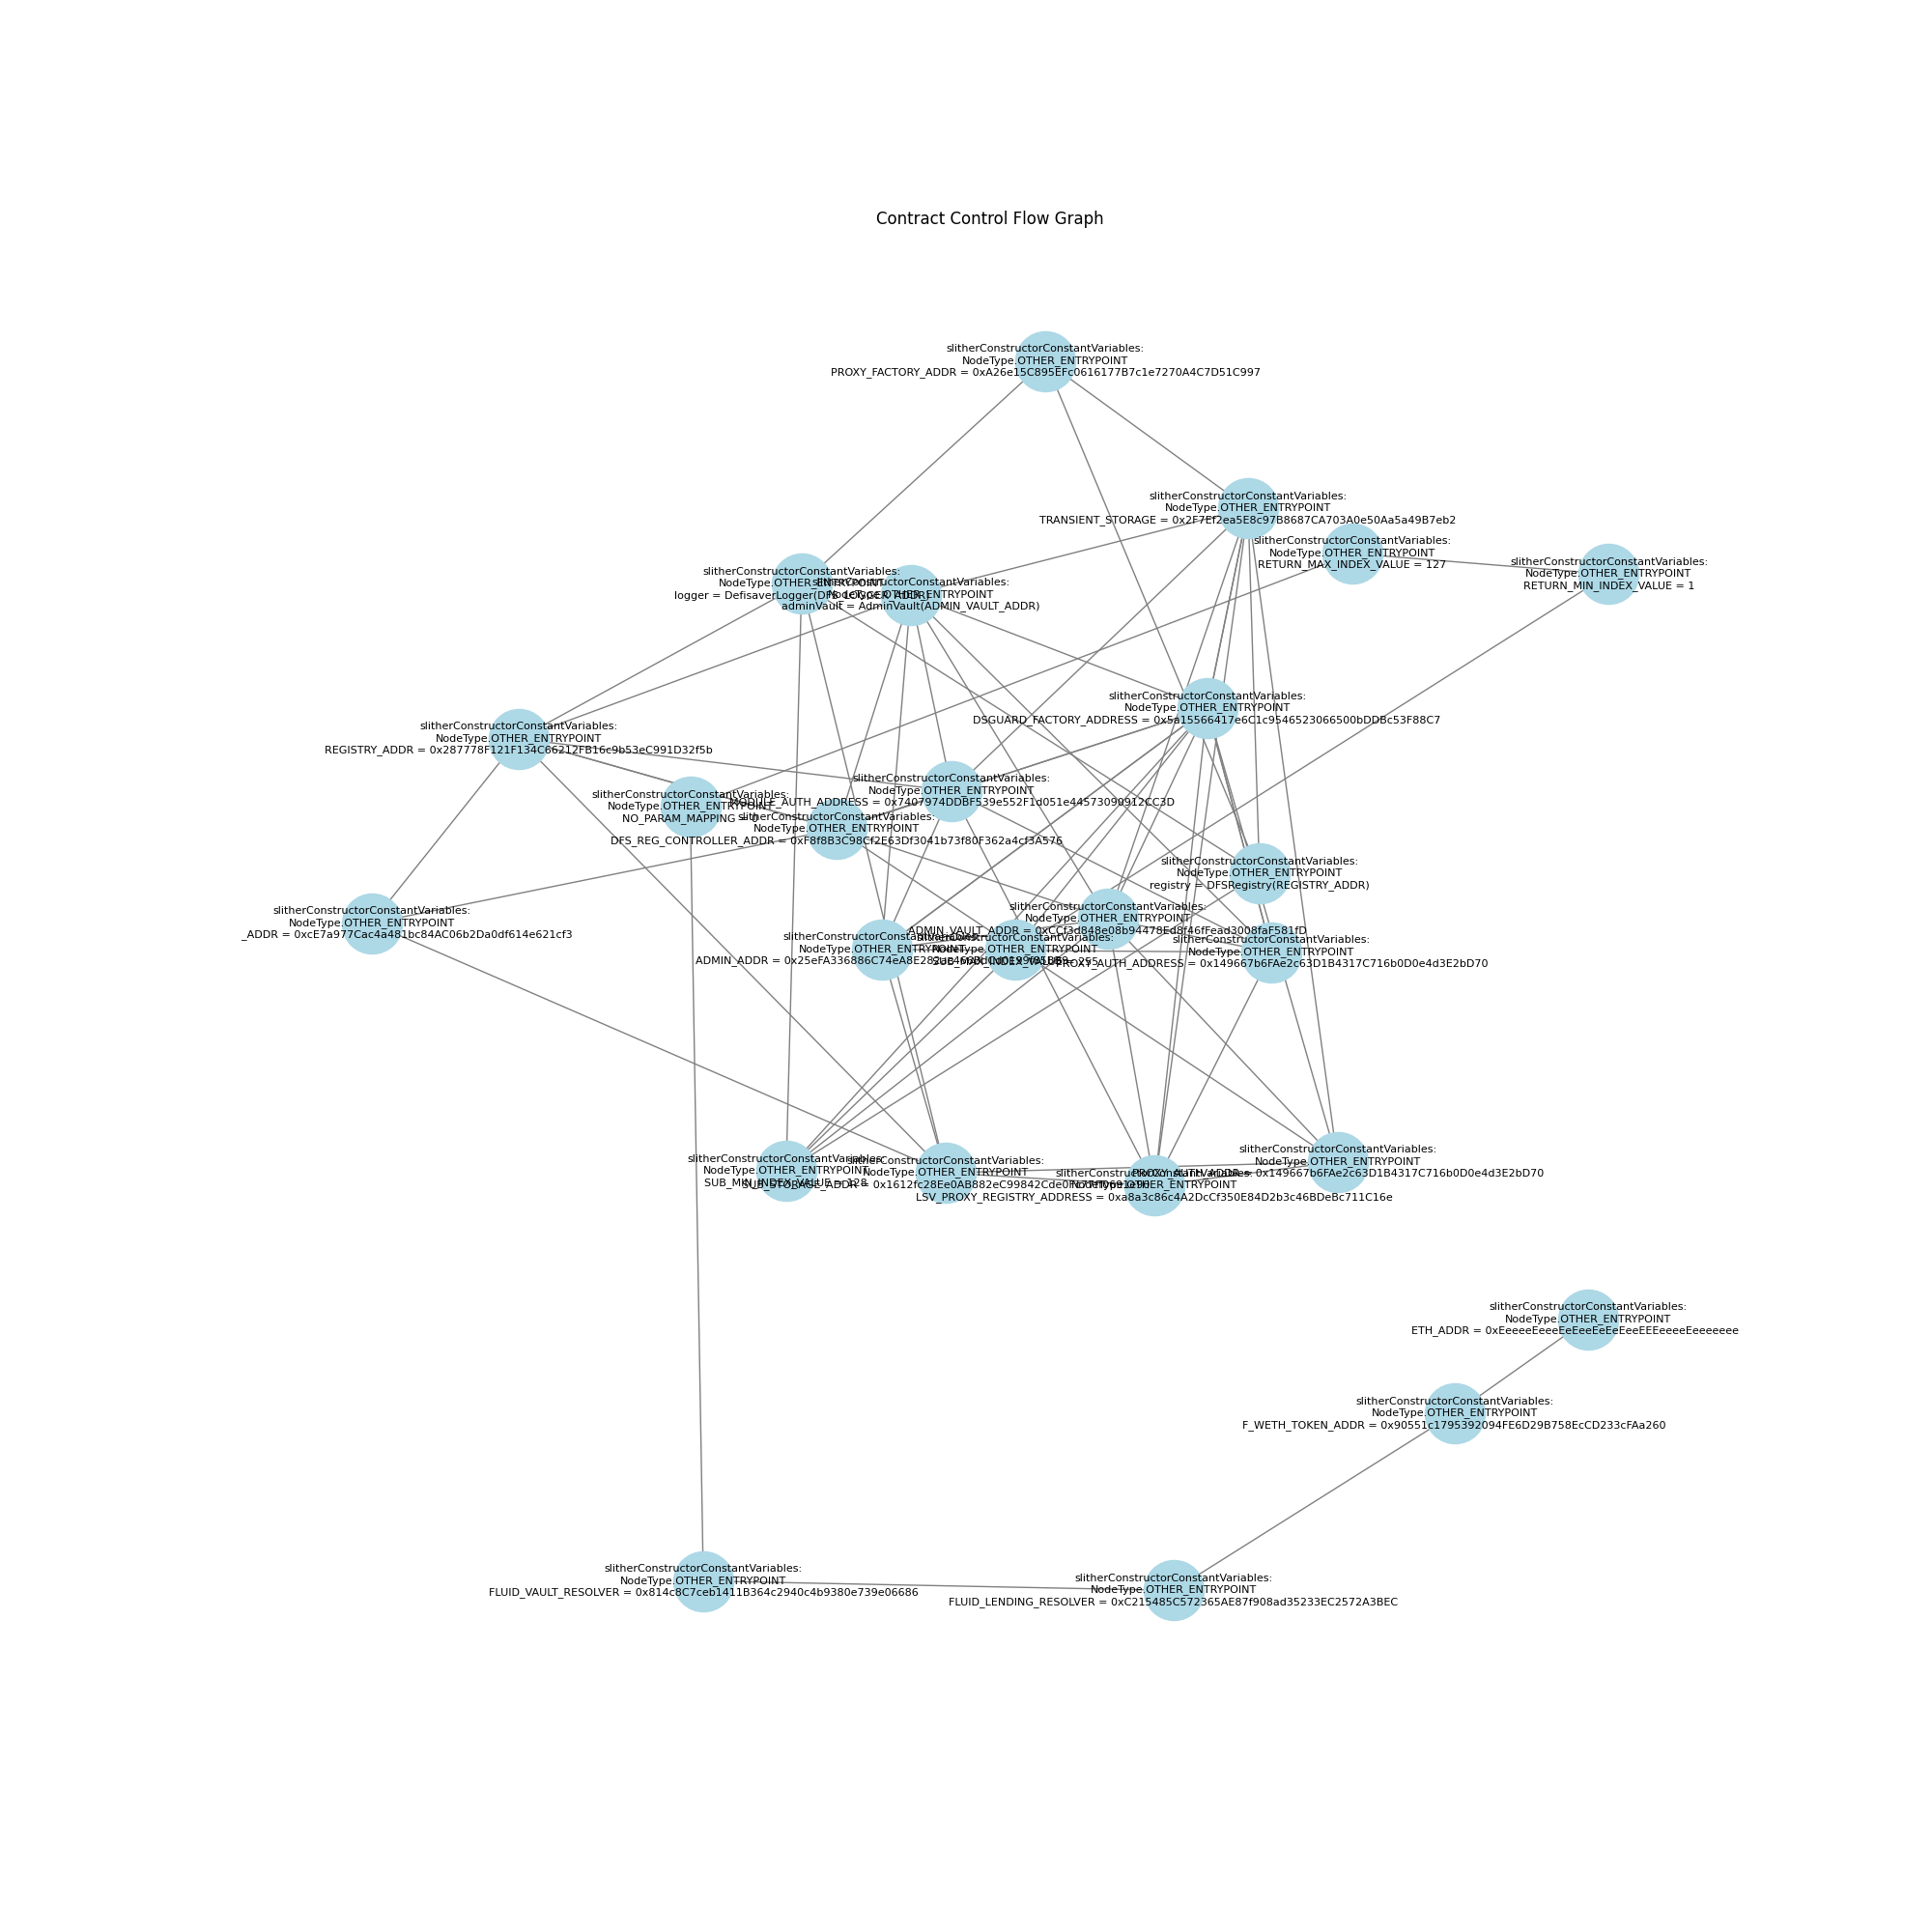 Contract Control Flow Graph
slitherConstructorConstantVariables:
NodeType.OTHER_ENTRYPOINT
PROXY_FACTORY_ADDR = 0xA26e15C895EFc0616177B7c1e7270A4C7D51C997
slitherConstructorConstantVariables:
NodeType.OTHER_ENTRYPOINT
TRANSIENT_STORAGE = 0x2F7Ef2ea5E8c97B8687CA703A0e50Aa5a49B7eb2
slitherConstructorConstantVariables:
NodeType.OTHER_ENTRYPOINT
RETURN_MAX_INDEX_VALUE = 127
slitherConstructorConstantVariables:
NodeType.OTHER_ENTRYPOINT
RETURN_MIN_INDEX_VALUE = 1
slitherConstructorConstantVariables:
NodeType.OTHER_ENTRYPOINT
logger = DefisaverLogger(DFS_LOGGER_ADDR)
slitherConstructorConstantVariables:
NodeType.OTHER_ENTRYPOINT
adminVault = AdminVault(ADMIN_VAULT_ADDR)
slitherConstructorConstantVariables:
NodeType.OTHER_ENTRYPOINT
DSGUARD_FACTORY_ADDRESS = 0x5a15566417e6C1c9546523066500bDDBc53F88C7
slitherConstructorConstantVariables:
NodeType.OTHER_ENTRYPOINT
REGISTRY_ADDR = 0x287778F121F134C66212FB16c9b53eC991D32f5b
slitherConstructorConstantVariables:
NodeType.OTHER_ENTRYPOINT
MODULE_AUTH_ADDRESS = 0x7407974DDBF539e552F1d051e44573090912CC3D
slitherConstructorConstantVariables:
NodeType.OTHER_ENTRYPOINT
NO_PARAM_MAPPING = 0
slitherConstructorConstantVariables:
NodeType.OTHER_ENTRYPOINT
DFS_REG_CONTROLLER_ADDR = 0xF8f8B3C98Cf2E63Df3041b73f80F362a4cf3A576
slitherConstructorConstantVariables:
NodeType.OTHER_ENTRYPOINT
registry = DFSRegistry(REGISTRY_ADDR)
slitherConstructorConstantVariables:
NodeType.OTHER_ENTRYPOINT
_ADDR = 0xcE7a977Cac4a481bc84AC06b2Da0df614e621cf3
slitherConstructorConstantVariables:
NodeType.OTHER_ENTRYPOINT
ADMIN_VAULT_ADDR = 0xCCf3d848e08b94478Ed8f46fFead3008faF581fD
slitherConstructorConstantVariables:
NodeType.OTHER_ENTRYPOINT
ADMIN_ADDR =
slitherConstructorConstantVariables:
NodeType.OTHER_ENTRYPOINT
SUB_MAX_INDEX_VALUE = 255
slitherConstructorConstantVariables:
NodeType.OTHER_ENTRYPOINT
PROXY_AUTH_ADDRESS = 0x149667b6FAe2c63D1B4317C716b0D0e4d3E2bD70
slitherConstructorConstantVariables:
NodeType.OTHER_ENTRYPOINT
SUB_MIN_INDEX_VALUE = 128
slitherConstructorConstantVariables:
NodeType.OTHER_ENTRYPOINT
SUB_STORAGE_ADDR =
slitherConstructorConstantVariables:
NodeType.OTHER_ENTRYPOINT
LSV_PROXY_REGISTRY_ADDRESS = 0xa8a3c86c4A2DcCf350E84D2b3c46BDeBc711C16e
slitherConstructorConstantVariables:
NodeType.OTHER_ENTRYPOINT
PROXY_AUTH_ADDR = 0x149667b6FAe2c63D1B4317C716b0D0e4d3E2bD70
slitherConstructorConstantVariables:
NodeType.OTHER_ENTRYPOINT
ETH_ADDR = 0xEeeeeEeeeEeEeeEeEeEeeEEEeeeeEeeeeeeeEEeE
slitherConstructorConstantVariables:
NodeType.OTHER_ENTRYPOINT
F_WETH_TOKEN_ADDR = 0x90551c1795392094FE6D29B758EcCD233cFAa260
slitherConstructorConstantVariables:
NodeType.OTHER_ENTRYPOINT
FLUID_VAULT_RESOLVER = 0x814c8C7ceb1411B364c2940c4b9380e739e06686
slitherConstructorConstantVariables:
NodeType.OTHER_ENTRYPOINT
FLUID_LENDING_RESOLVER = 0xC215485C572365AE87f908ad35233EC2572A3BEC